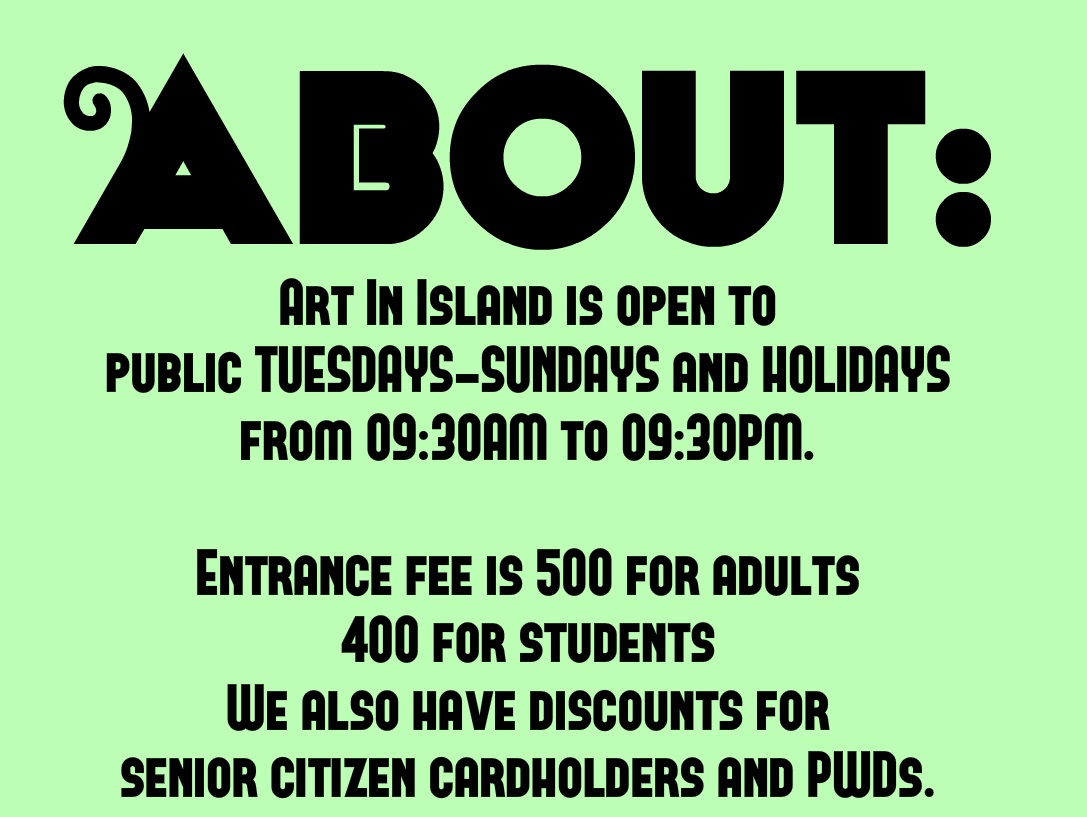 ABOUT:
Art In Island is open to
public TUESDAYS-SUNDAYS and HOLIDAYS
from 09:30AM to 09:30PM.
Entrance fee is 500 for adults
400 for students
We also have discounts for
senior citizen cardholders and PWDs.